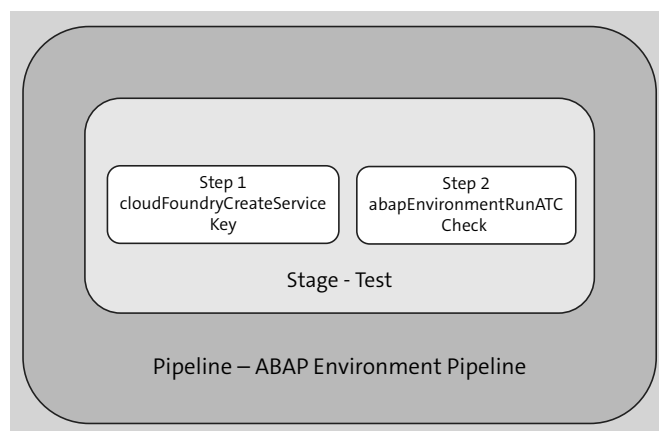 Step 1
cloudFoundryCreateService
Key
Step 2
abapEnvironmentRunATC
Check
Stage - Test
Pipeline – ABAP Environment Pipeline